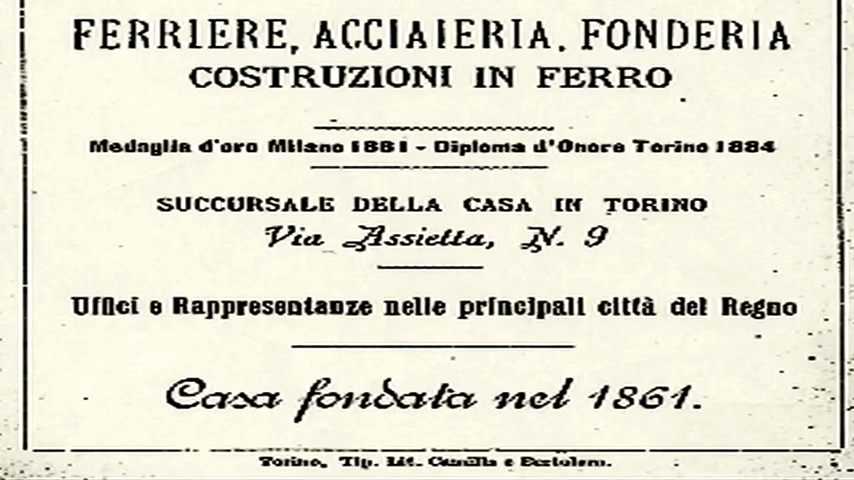 FERRIERE, ACCIAIERIA. FONDERIA
COSTRUZIONI IN FERRO
Medaglia d'oro Milano 1881 - Diploma d'Onore Torino 1884
SUCCURSALE DELLA CASA IN TORINO
Via Assietta, N. 9
Uffici e Rappresentanze nelle principali città del Regno
Casa fondata nel 1861.
Torino, Tip. Lit. Camilla e Bertolero.